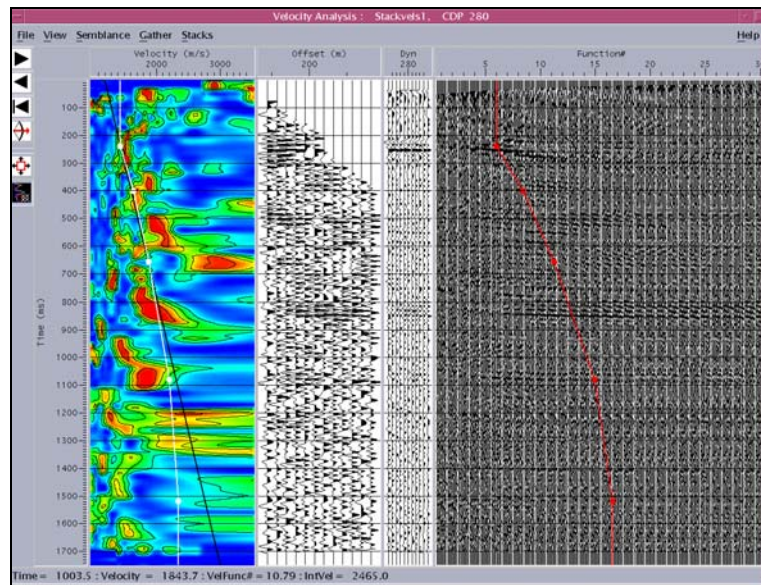 Velocity Analysis : Stackvels1, CDP 280
File View Semblance Gather Stacks Help
Velocity (m/s) Offset (m) Dyn Function#
2000 3000 200 280 5 10 15 20 25 30
Time (ms)
100
200
300
400
500
600
700
800
900
1000
1100
1200
1300
1400
1500
1600
1700
Time = 1003.5 : Velocity = 1843.7 : VelFunc# = 10.79 : IntVel = 2465.0